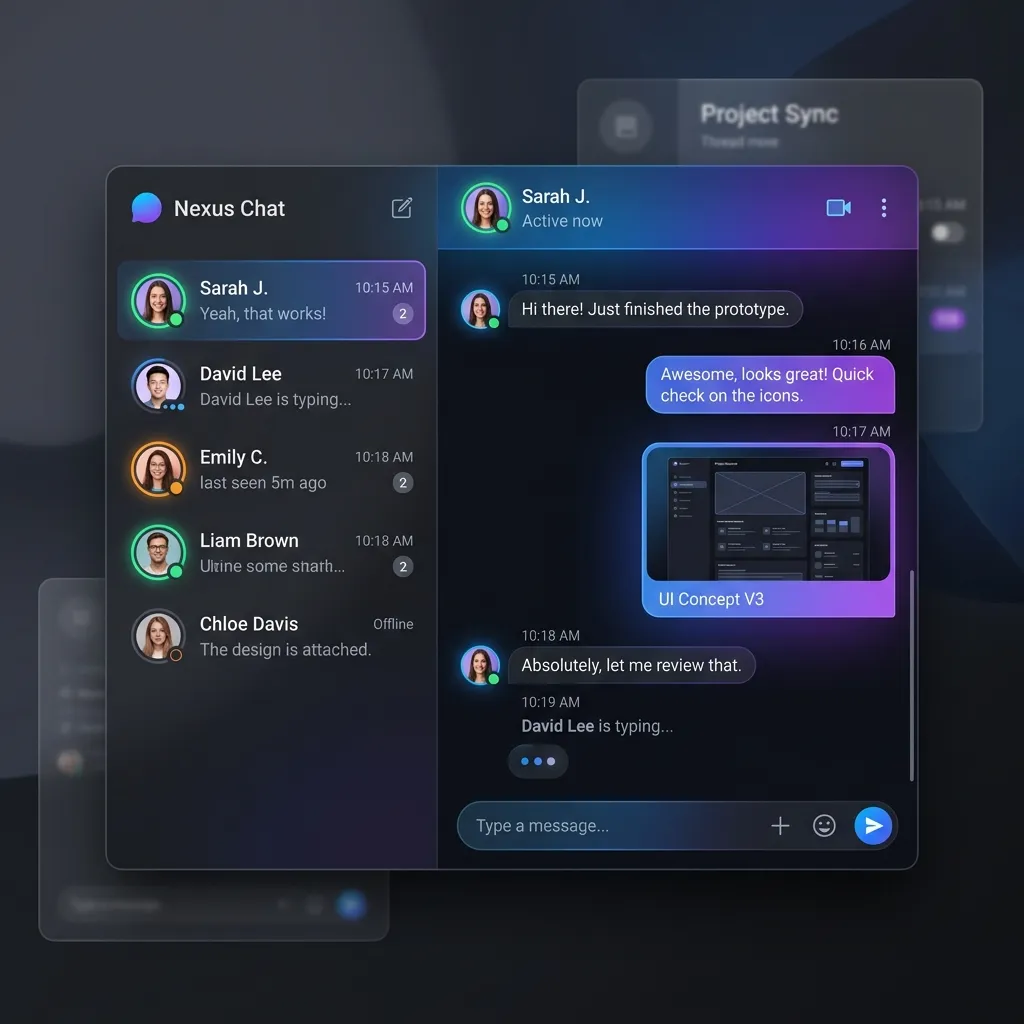 Project Sync
Nexus Chat
Sarah J.
10:15 AM
Yeah, that works!
2
David Lee
10:17 AM
David Lee is typing...
Emily C.
10:18 AM
last seen 5m ago
2
Liam Brown
10:18 AM
some
2
Chloe Davis
Offline
The design is attached.
Sarah J.
Active now
10:15 AM
Hi there! Just finished the prototype.
10:16 AM
Awesome, looks great! Quick
check on the icons.
10:17 AM
UI Concept V3
10:18 AM
Absolutely, let me review that.
10:19 AM
David Lee is typing...
Type a message...